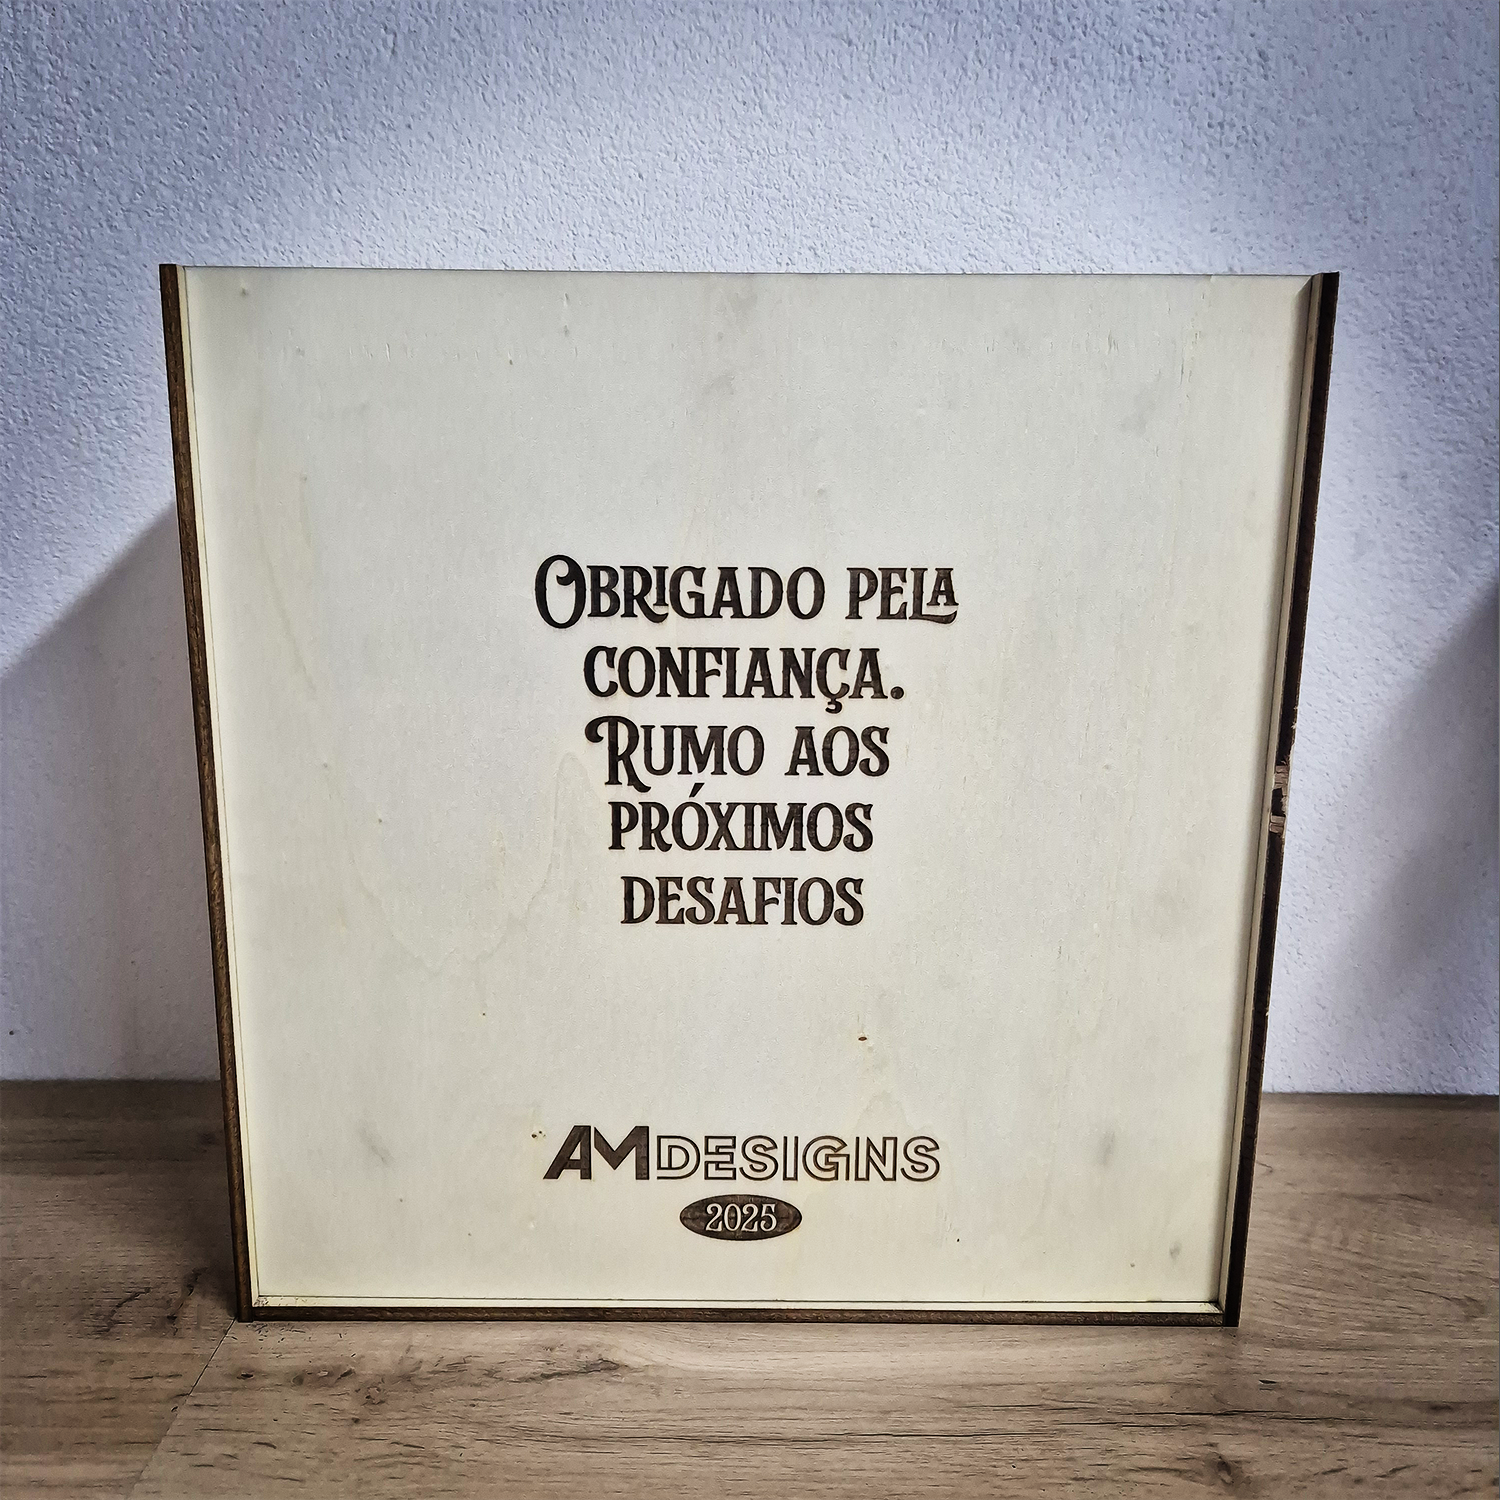 Obrigado pela
confiança.
Rumo aos
próximos
desafios
AMDESIGNS
2025